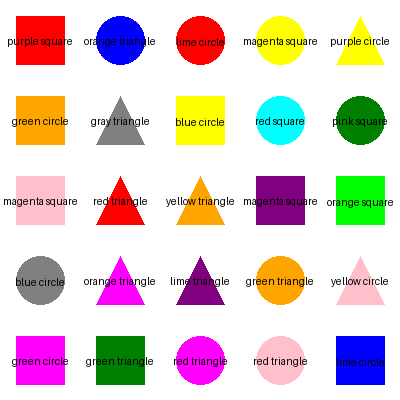 purple square
orange triangle
lime circle
magenta square
purple circle
green circle
gray triangle
blue circle
red square
pink square
magenta square
red triangle
yellow triangle
magenta square
orange square
blue circle
orange triangle
lime triangle
green triangle
yellow circle
green circle
green triangle
red triangle
red triangle
lime circle